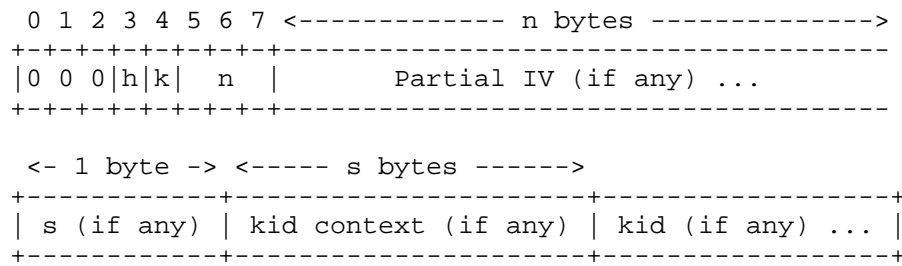 0 1 2 3 4 5 6 7 <------------- n bytes -------------->
+-+-+-+-+-+-+-+-+--------------------------------------
|0 0 0|h|k|  n  |       Partial IV (if any) ...
+-+-+-+-+-+-+-+-+--------------------------------------
 <- 1 byte -> <----- s bytes ------>
+------------+----------------------+------------------+
| s (if any) | kid context (if any) | kid (if any) ... |
+------------+----------------------+------------------+